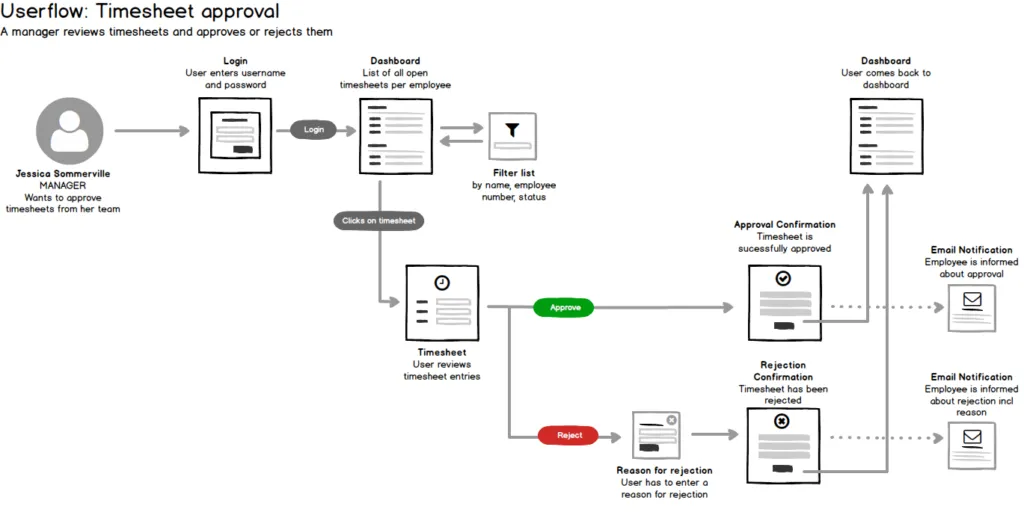 Userflow: Timesheet approval
A manager reviews timesheets and approves or rejects them
Login
User enters username
and password
Dashboard
List of all open
timesheets per employee
Dashboard
User comes back to
dashboard
Login
Jessica Sommerville
MANAGER
Wants to approve
timesheets from her team
Filter list
by name, employee
number, status
Clicks on timesheet
Approval Confirmation
Timesheet is
sucessfully approved
Email Notification
Employee is informed
about approval
Approve
Timesheet
User reviews
timesheet entries
Rejection
Confirmation
Timesheet has been
rejected
Email Notification
Employee is informed
about rejection incl
reason
Reject
Reason for rejection
User has to enter a
reason for rejection